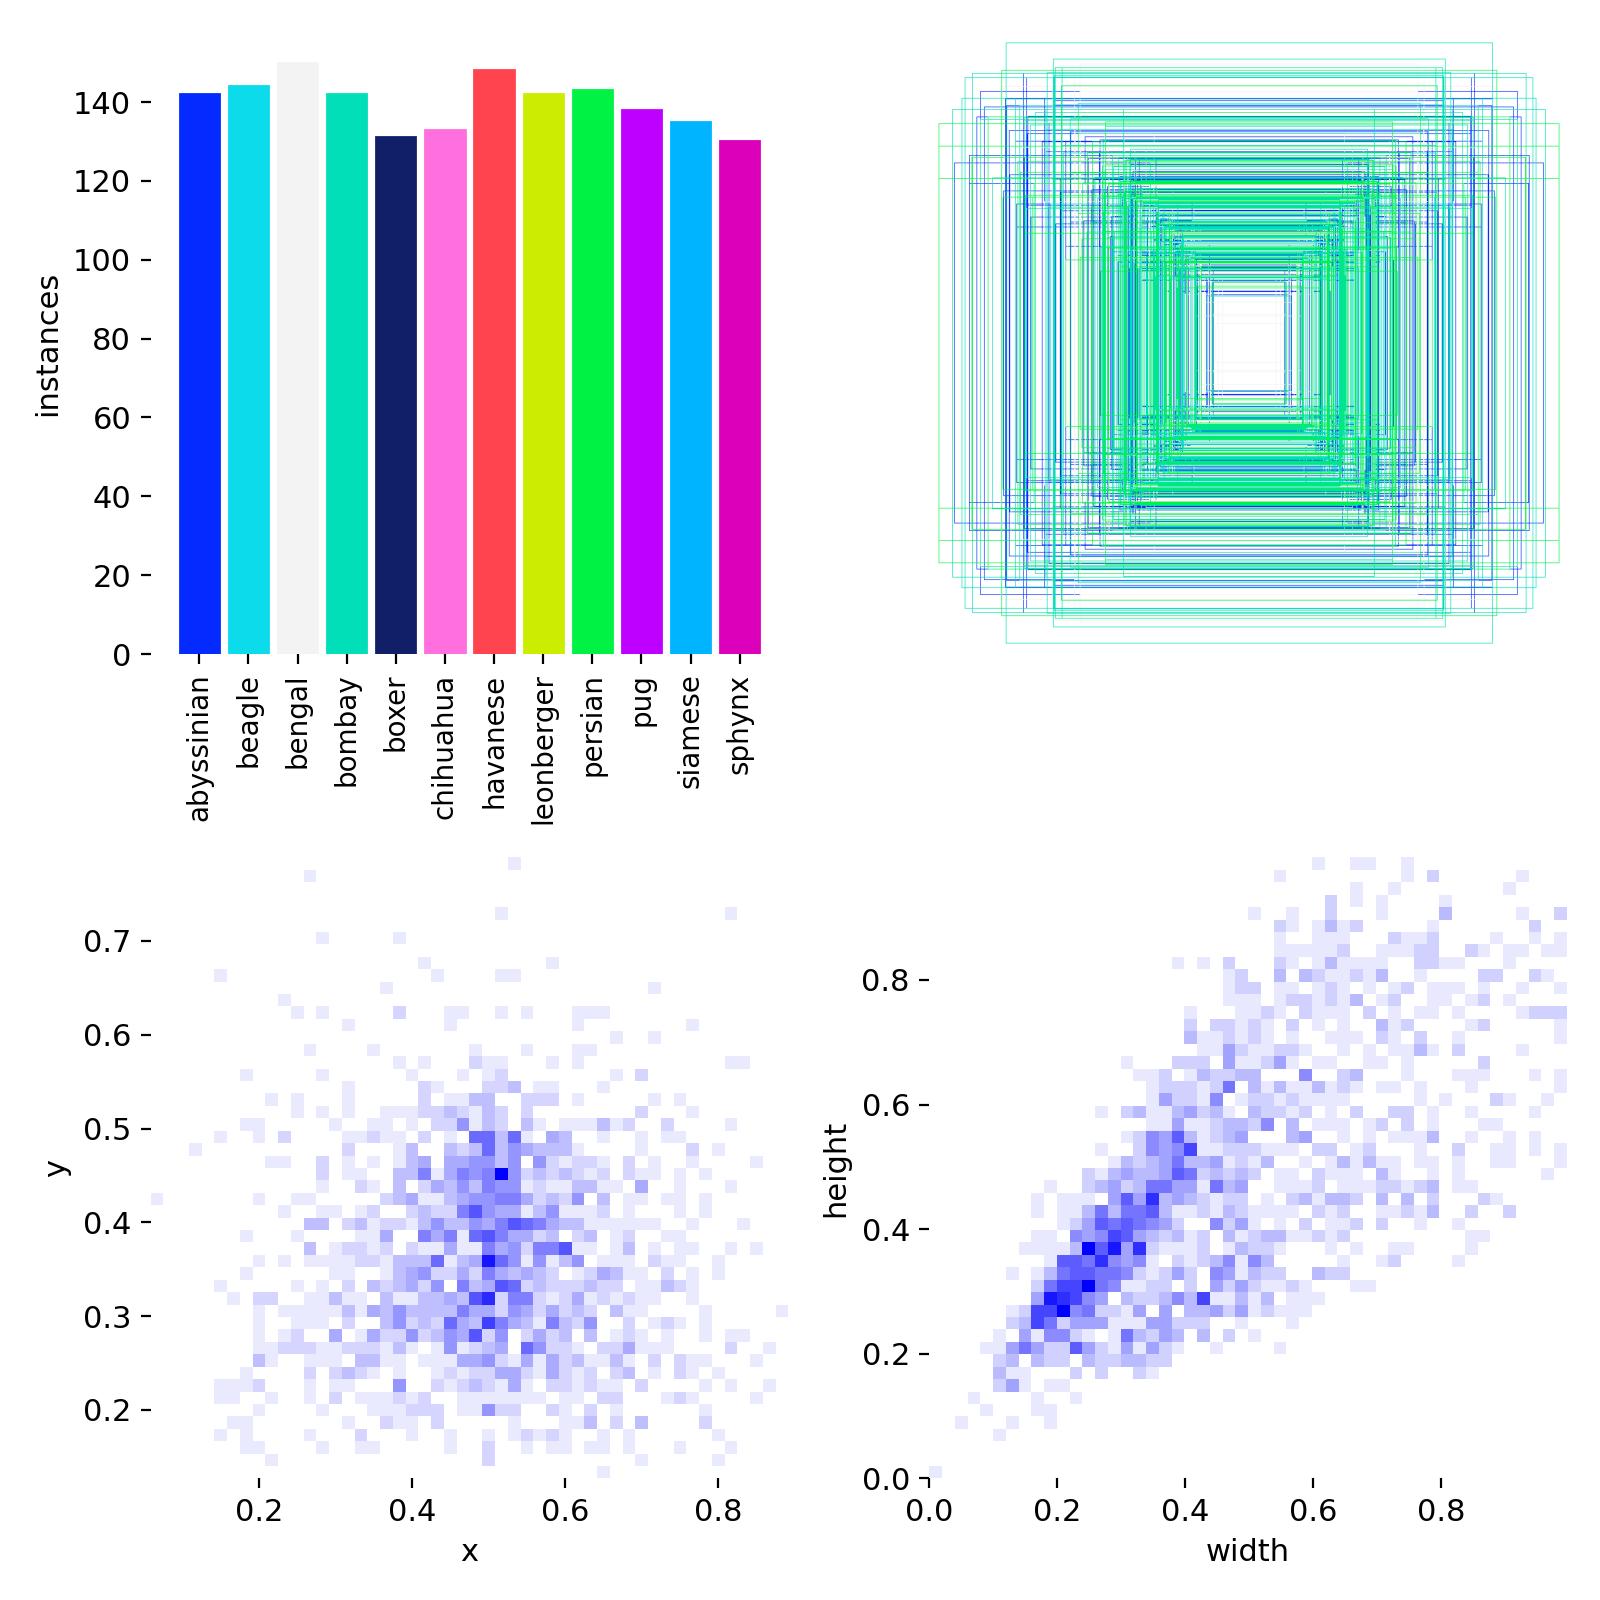 140
120
100
80
60
40
20
0
instances
abyssinian
beagle
bengal
bombay
boxer
chihuahua
havanese
leonberger
persian
pug
siamese
sphynx
0.7
0.6
0.5
0.4
0.3
0.2
y
0.2 0.4 0.6 0.8
x
0.8
0.6
0.4
0.2
0.0
height
0.0 0.2 0.4 0.6 0.8
width